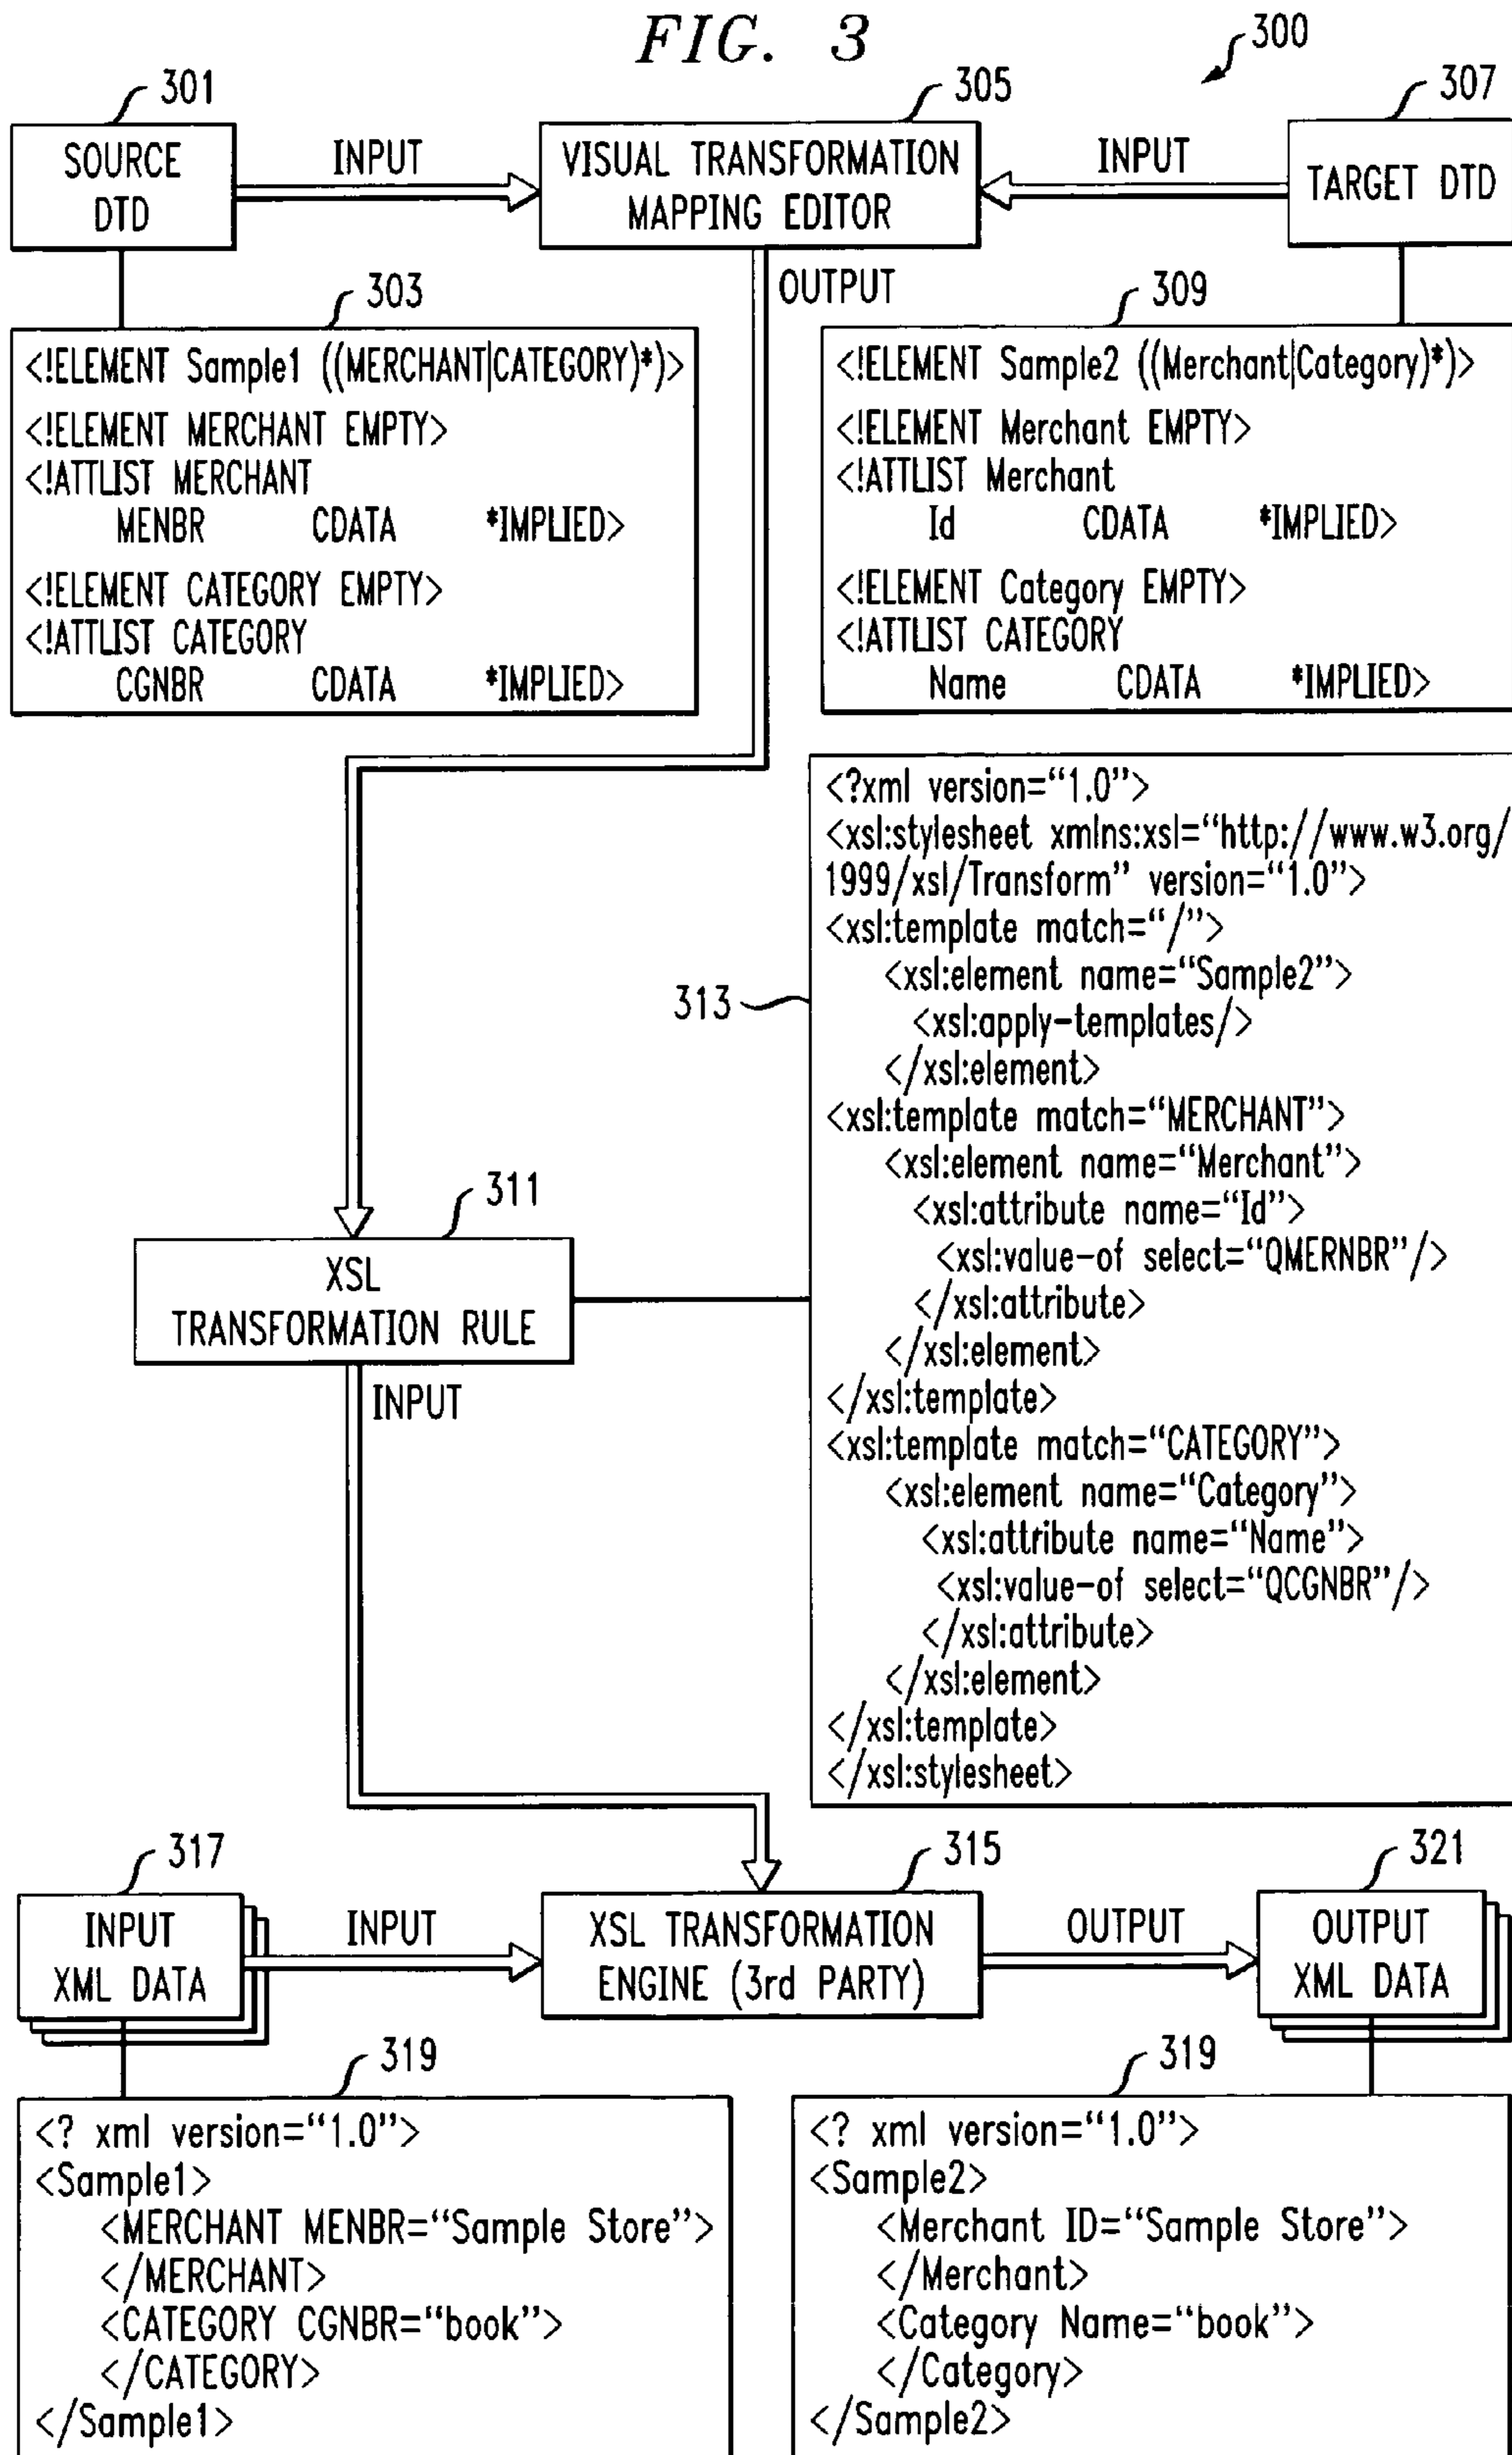 FIG. 3
300
301
305
307
SOURCE
DTD
INPUT
VISUAL TRANSFORMATION
MAPPING EDITOR
INPUT
TARGET DTD
OUTPUT
303
<!ELEMENT Sample1 ((MERCHANT|CATEGORY)*)>
<!ELEMENT MERCHANT EMPTY>
<!ATTLIST MERCHANT
MENBR CDATA *IMPLIED>
<!ELEMENT CATEGORY EMPTY>
<!ATTLIST CATEGORY
CGNBR CDATA *IMPLIED>
309
<!ELEMENT Sample2 ((Merchant|Category)*)>
<!ELEMENT Merchant EMPTY>
<!ATTLIST Merchant
Id CDATA *IMPLIED>
<!ELEMENT Category EMPTY>
<!ATTLIST CATEGORY
Name CDATA *IMPLIED>
313
<?xml version=“1.0”>
<xsl:stylesheet xmlns:xsl=“http://www.w3.org/
1999/xsl/Transform” version=“1.0”>
<xsl:template match=“/”>
<xsl:element name=“Sample2”>
<xsl:apply-templates/>
</xsl:element>
<xsl:template match=“MERCHANT”>
<xsl:element name=“Merchant”>
<xsl:attribute name=“Id”>
<xsl:value-of select=“QMERNBR”/>
</xsl:attribute>
</xsl:element>
</xsl:template>
<xsl:template match=“CATEGORY”>
<xsl:element name=“Category”>
<xsl:attribute name=“Name”>
<xsl:value-of select=“QCGNBR”/>
</xsl:attribute>
</xsl:element>
</xsl:template>
</xsl:stylesheet>
311
XSL
TRANSFORMATION RULE
INPUT
317
315
321
INPUT
XML DATA
INPUT
XSL TRANSFORMATION
ENGINE (3rd PARTY)
OUTPUT
OUTPUT
XML DATA
319
<? xml version=“1.0”>
<Sample1>
<MERCHANT MENBR=“Sample Store”>
</MERCHANT>
<CATEGORY CGNBR=“book”>
</CATEGORY>
</Sample1>
319
<? xml version=“1.0”>
<Sample2>
<Merchant ID=“Sample Store”>
</Merchant>
<Category Name=“book”>
</Category>
</Sample2>